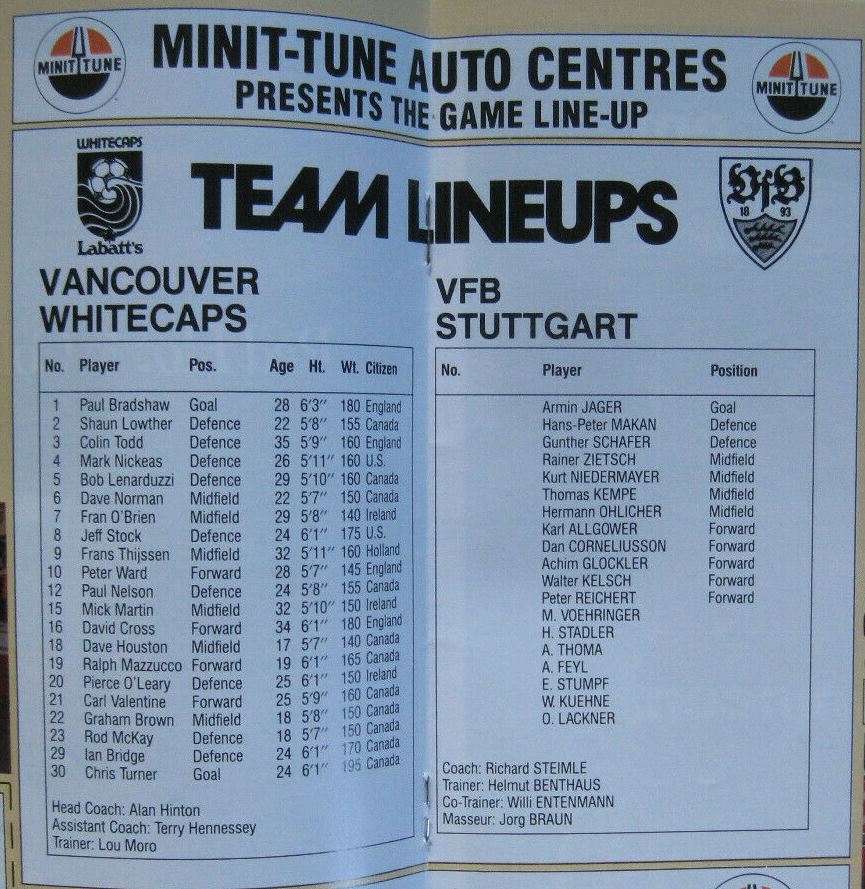 MINIT TUNE
MINIT-TUNE AUTO CENTRES
PRESENTS THE GAME LINE-UP
MINIT TUNE
WHITECAPS
Labatt's
TEAM LINEUPS
VfB
18 93
VANCOUVER
WHITECAPS
No. Player Pos. Age Ht. Wt. Citizen
1 Paul Bradshaw Goal 28 6'3" 180 England
2 Shaun Lowther Defence 22 5'8" 155 Canada
3 Colin Todd Defence 35 5'9" 160 England
4 Mark Nickeas Defence 26 5'11" 160 U.S.
5 Bob Lenarduzzi Defence 29 5'10" 160 Canada
6 Dave Norman Midfield 22 5'7" 150 Canada
7 Fran O'Brien Midfield 29 5'8" 140 Ireland
8 Jeff Stock Defence 24 6'1" 175 U.S.
9 Frans Thijssen Midfield 32 5'11" 160 Holland
10 Peter Ward Forward 28 5'7" 145 England
12 Paul Nelson Defence 24 5'8" 155 Canada
15 Mick Martin Midfield 32 5'10" 150 Ireland
16 David Cross Forward 34 6'1" 180 England
18 Dave Houston Midfield 17 5'7" 140 Canada
19 Ralph Mazzucco Forward 19 6'1" 165 Canada
20 Pierce O'Leary Defence 25 6'1" 150 Ireland
21 Carl Valentine Forward 25 5'9" 160 Canada
22 Graham Brown Midfield 18 5'8" 150 Canada
23 Rod McKay Defence 18 5'7" 150 Canada
29 Ian Bridge Defence 24 6'1" 170 Canada
30 Chris Turner Goal 24 6'1" 195 Canada
Head Coach: Alan Hinton
Assistant Coach: Terry Hennessey
Trainer: Lou Moro
VFB
STUTTGART
No. Player Position
Armin JAGER Goal
Hans-Peter MAKAN Defence
Gunther SCHAFER Defence
Rainer ZIETSCH Midfield
Kurt NIEDERMAYER Midfield
Thomas KEMPE Midfield
Hermann OHLICHER Midfield
Karl ALLGOWER Forward
Dan CORNELIUSSON Forward
Achim GLOCKLER Forward
Walter KELSCH Forward
Peter REICHERT Forward
M. VOEHRINGER
H. STADLER
A. THOMA
A. FEYL
E. STUMPF
W. KUEHNE
O. LACKNER
Coach: Richard STEIMLE
Trainer: Helmut BENTHAUS
Co-Trainer: Willi ENTENMANN
Masseur: Jorg BRAUN